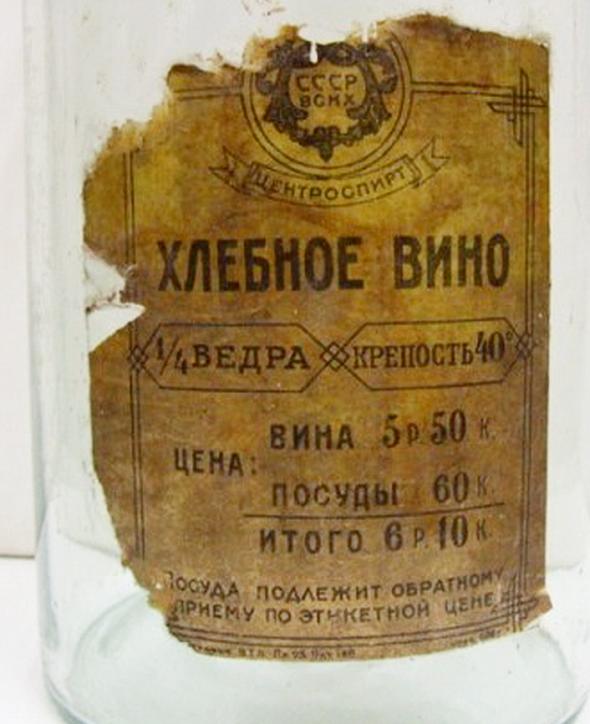 СССР
ВСНХ
ЦЕНТРОСПИРТ
ХЛЕБНОЕ ВИНО
1/4 ВЕДРА КРЕПОСТЬ 40°
ВИНА 5 Р. 50 К.
ЦЕНА:
ПОСУДЫ 60 К.
ИТОГО 6 Р. 10 К.
ПОСУДА ПОДЛЕЖИТ ОБРАТНОМУ
ПРИЕМУ ПО ЭТИКЕТНОЙ ЦЕНЕ